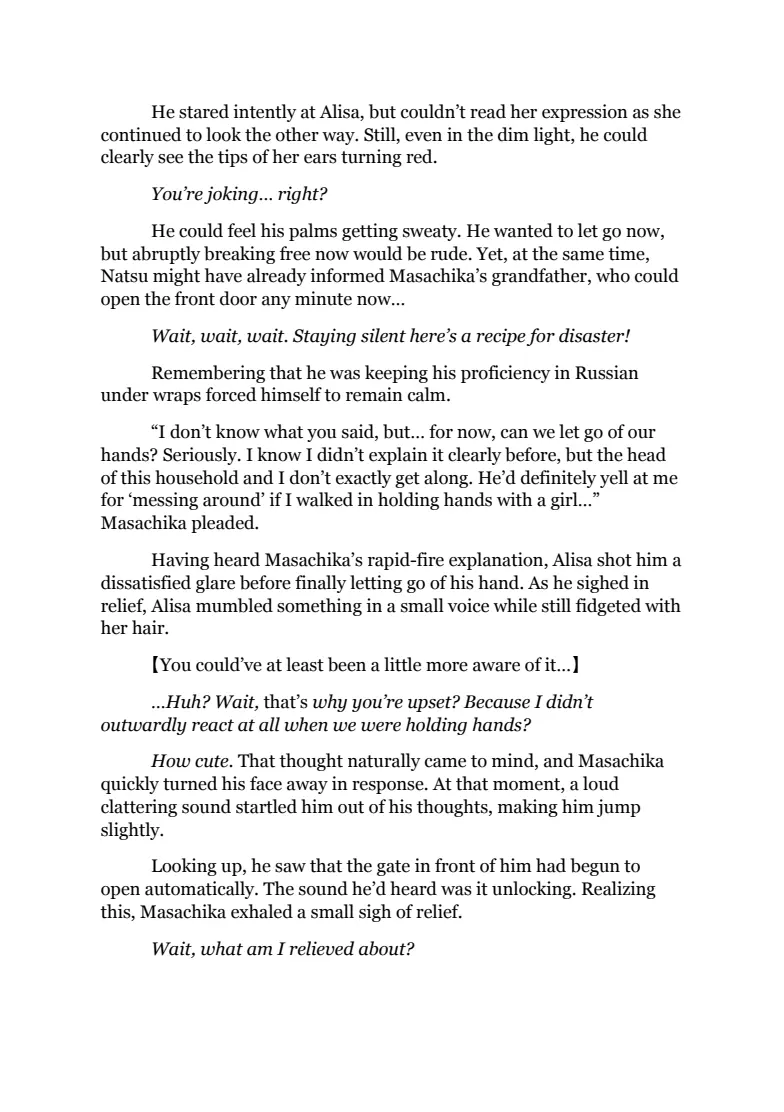 He stared intently at Alisa, but couldn’t read her expression as she
continued to look the other way. Still, even in the dim light, he could
clearly see the tips of her ears turning red.
You’re joking… right?
He could feel his palms getting sweaty. He wanted to let go now,
but abruptly breaking free now would be rude. Yet, at the same time,
Natsu might have already informed Masachika’s grandfather, who could
open the front door any minute now…
Wait, wait, wait. Staying silent here’s a recipe for disaster!
Remembering that he was keeping his proficiency in Russian
under wraps forced himself to remain calm.
“I don’t know what you said, but… for now, can we let go of our
hands? Seriously. I know I didn’t explain it clearly before, but the head
of this household and I don’t exactly get along. He’d definitely yell at me
for ‘messing around’ if I walked in holding hands with a girl…”
Masachika pleaded.
Having heard Masachika’s rapid-fire explanation, Alisa shot him a
dissatisfied glare before finally letting go of his hand. As he sighed in
relief, Alisa mumbled something in a small voice while still fidgeted with
her hair.
【You could’ve at least been a little more aware of it…】
…Huh? Wait, that’s why you’re upset? Because I didn’t
outwardly react at all when we were holding hands?
How cute. That thought naturally came to mind, and Masachika
quickly turned his face away in response. At that moment, a loud
clattering sound startled him out of his thoughts, making him jump
slightly.
Looking up, he saw that the gate in front of him had begun to
open automatically. The sound he’d heard was it unlocking. Realizing
this, Masachika exhaled a small sigh of relief.
Wait, what am I relieved about?